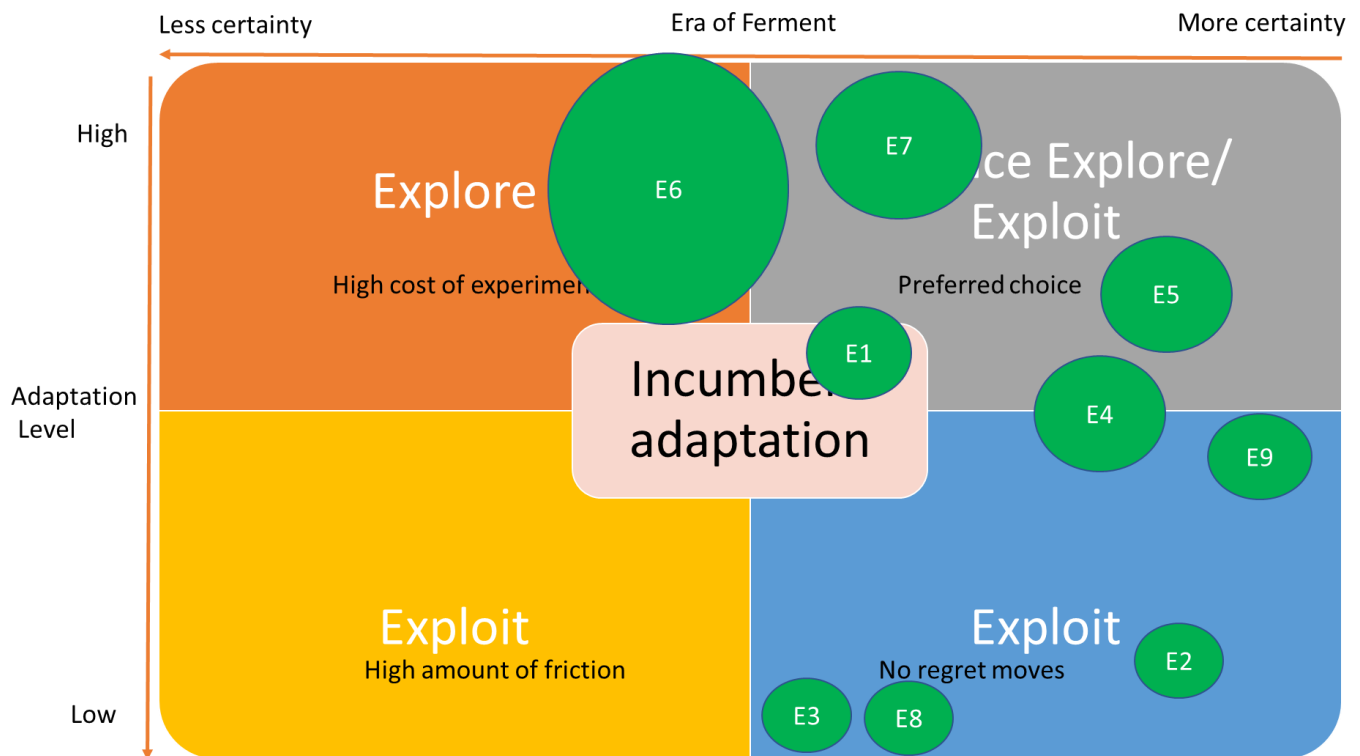 Less certainty
Era of Ferment
More certainty
High
Adaptation
Level
Low
Explore
High cost of experimen
E6
E7
ce Explore/
Exploit
Preferred choice
E5
E1
Incumbe
adaptation
E4
E9
Exploit
High amount of friction
Exploit
No regret moves
E2
E3
E8